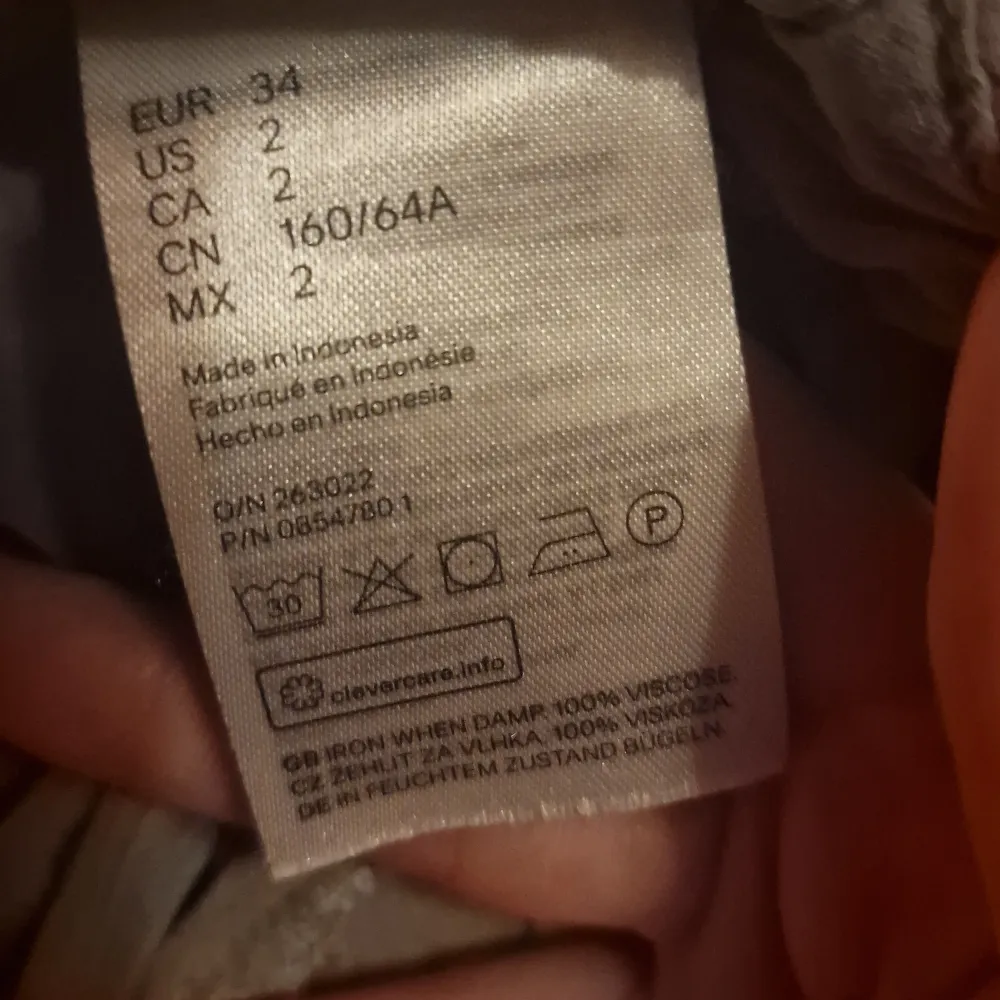 EUR 34
US 2
CA 2
CN 160/64A
MX 2
Made in Indonesia
Fabriqué en Indonésie
Hecho en Indonesia
O/N 263022
P/N 0854780 1
30 P
clevercare.info
GB IRON WHEN DAMP. 100% VISCOSE.
CZ ŽEHLIT ZA VLHKA. 100% VISKÓZA.
DE IN FEUCHTEM ZUSTAND BÜGELN.